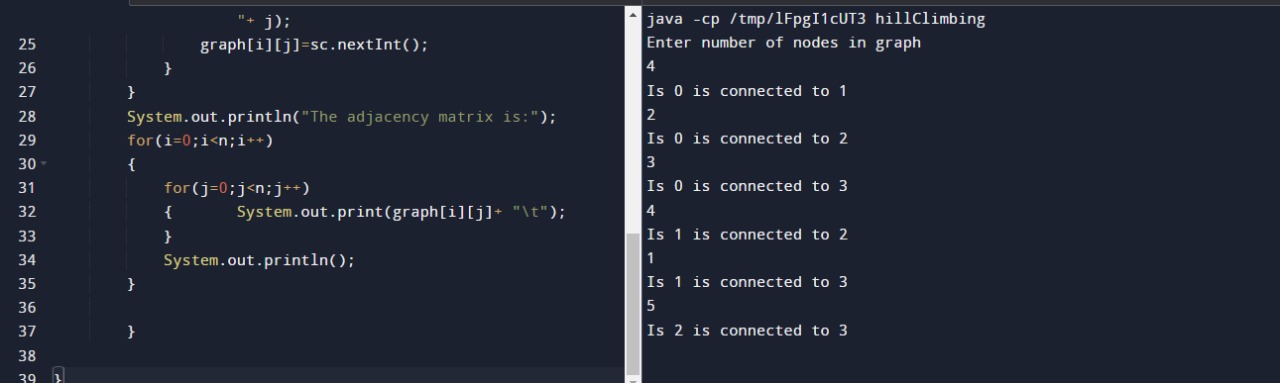 "+ j);
25 graph[i][j]=sc.nextInt();
26 }
27 }
28 System.out.println("The adjacency matrix is:");
29 for(i=0;i<n;i++)
30 {
31 for(j=0;j<n;j++)
32 { System.out.print(graph[i][j]+ "\t");
33 }
34 System.out.println();
35 }
36
37 }
38
39 }
java -cp /tmp/lFpgI1cUT3 hillClimbing
Enter number of nodes in graph
4
Is 0 is connected to 1
2
Is 0 is connected to 2
3
Is 0 is connected to 3
4
Is 1 is connected to 2
1
Is 1 is connected to 3
5
Is 2 is connected to 3